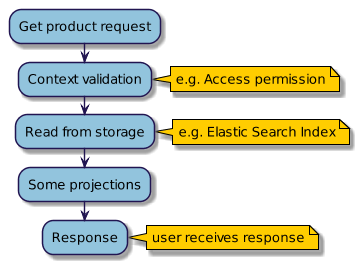 Get product request
Context validation
e.g. Access permission
Read from storage
e.g. Elastic Search Index
Some projections
Response
user receives response